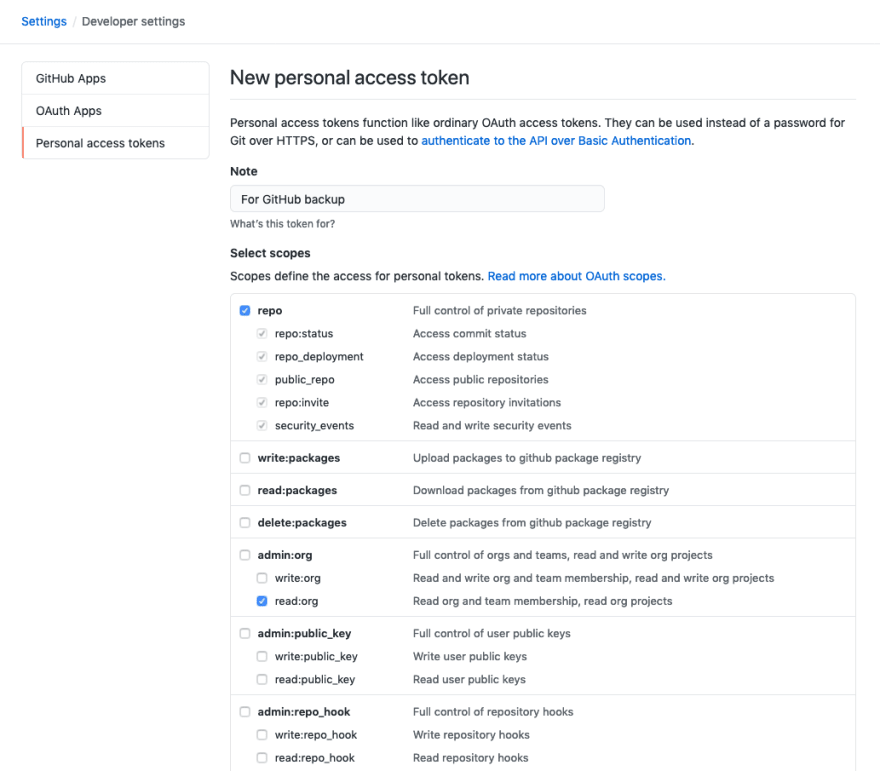 Settings / Developer settings
GitHub Apps
OAuth Apps
Personal access tokens
New personal access token
Personal access tokens function like ordinary OAuth access tokens. They can be used instead of a password for
Git over HTTPS, or can be used to authenticate to the API over Basic Authentication.
Note
For GitHub backup
What's this token for?
Select scopes
Scopes define the access for personal tokens. Read more about OAuth scopes.
repo Full control of private repositories
repo:status Access commit status
repo_deployment Access deployment status
public_repo Access public repositories
repo:invite Access repository invitations
security_events Read and write security events
write:packages Upload packages to github package registry
read:packages Download packages from github package registry
delete:packages Delete packages from github package registry
admin:org Full control of orgs and teams, read and write org projects
write:org Read and write org and team membership, read and write org projects
read:org Read org and team membership, read org projects
admin:public_key Full control of user public keys
write:public_key Write user public keys
read:public_key Read user public keys
admin:repo_hook Full control of repository hooks
write:repo_hook Write repository hooks
read:repo_hook Read repository hooks